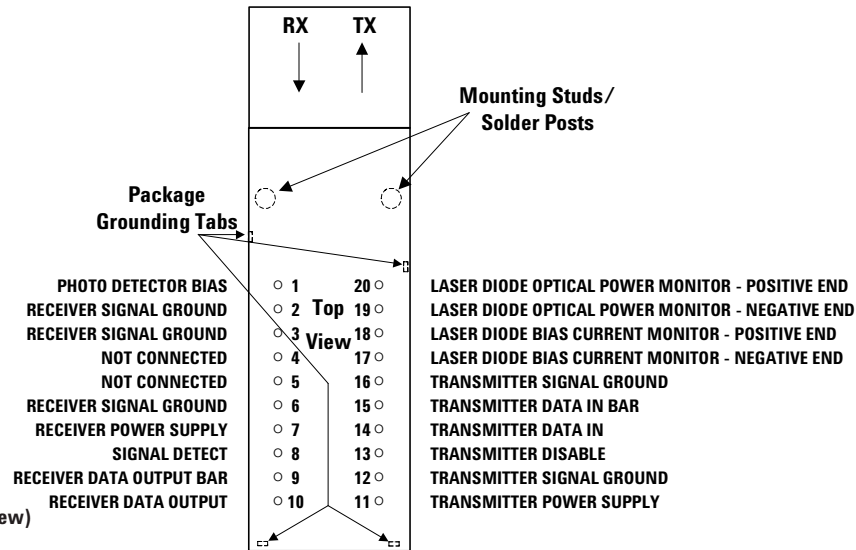 RX TX
Mounting Studs/
Solder Posts
Package
Grounding Tabs
PHOTO DETECTOR BIAS 1 20 LASER DIODE OPTICAL POWER MONITOR - POSITIVE END
RECEIVER SIGNAL GROUND 2 Top 19 LASER DIODE OPTICAL POWER MONITOR - NEGATIVE END
RECEIVER SIGNAL GROUND 3 View 18 LASER DIODE BIAS CURRENT MONITOR - POSITIVE END
NOT CONNECTED 4 17 LASER DIODE BIAS CURRENT MONITOR - NEGATIVE END
NOT CONNECTED 5 16 TRANSMITTER SIGNAL GROUND
RECEIVER SIGNAL GROUND 6 15 TRANSMITTER DATA IN BAR
RECEIVER POWER SUPPLY 7 14 TRANSMITTER DATA IN
SIGNAL DETECT 8 13 TRANSMITTER DISABLE
RECEIVER DATA OUTPUT BAR 9 12 TRANSMITTER SIGNAL GROUND
RECEIVER DATA OUTPUT 10 11 TRANSMITTER POWER SUPPLY
ew)